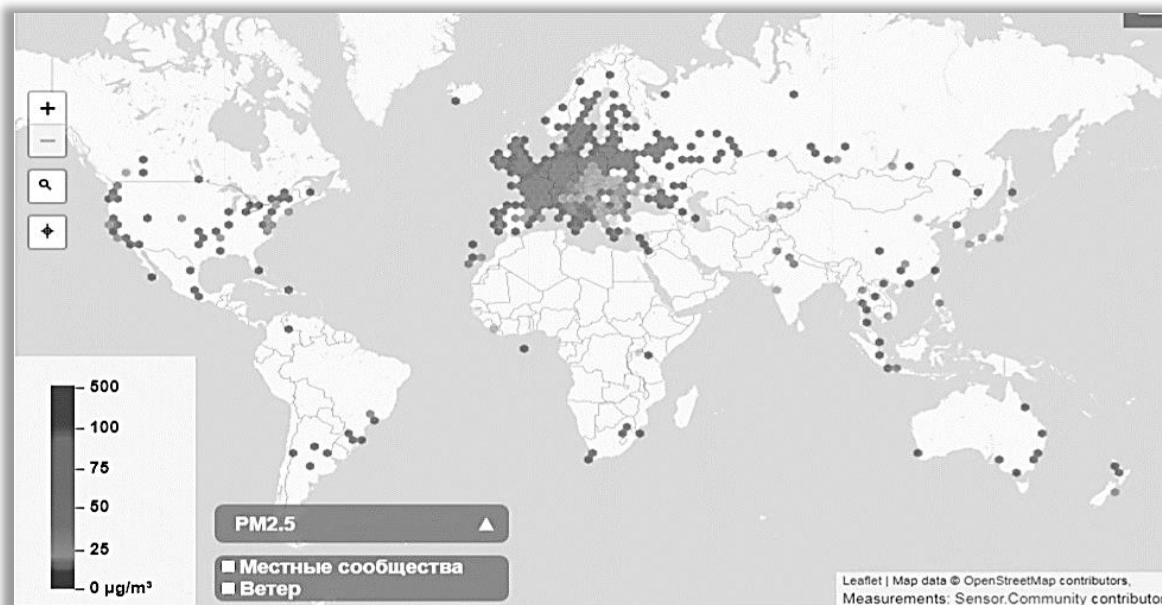 +
−
500
100
75
50
25
0 µg/m³
PM2.5
Местные сообщества
Ветер
Leaflet | Map data © OpenStreetMap contributors,
Measurements: Sensor.Community contributor